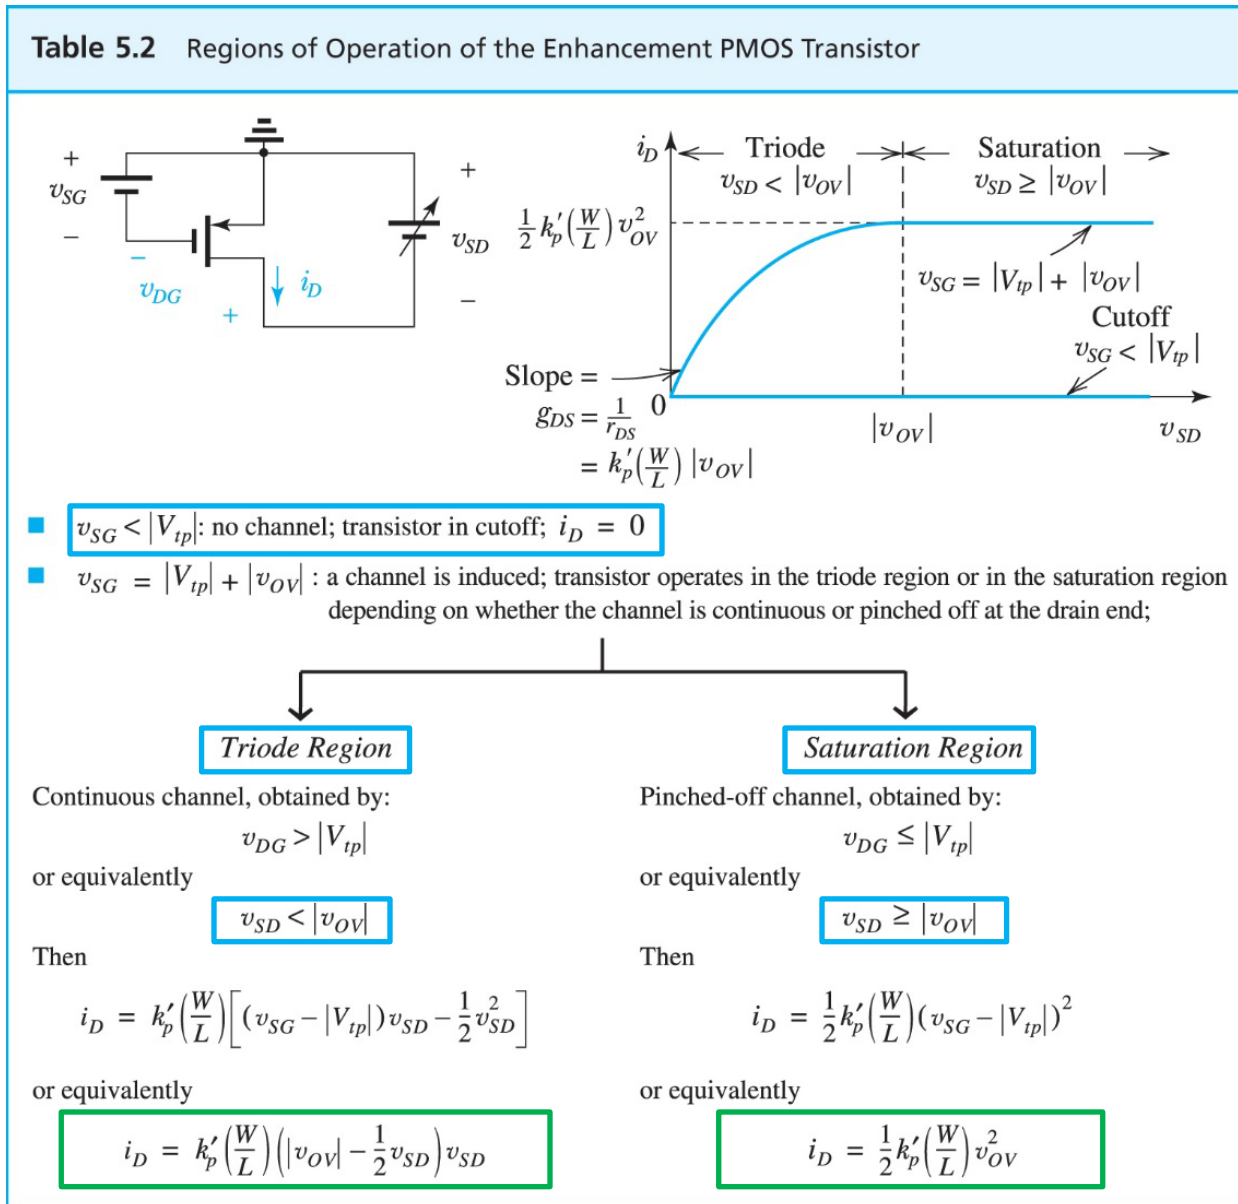 Table 5.2 Regions of Operation of the Enhancement PMOS Transistor
+
v_SG
−
−
v_DG
+
i_D
+
v_SD
−
i_D
Triode
v_SD < |v_OV|
Saturation
v_SD ≥ |v_OV|
½ k′_p (W/L) v²_OV
v_SG = |V_tp| + |v_OV|
Cutoff
v_SG < |V_tp|
Slope =
g_DS = 1/r_DS
= k′_p (W/L) |v_OV|
0
|v_OV|
v_SD
■ v_SG < |V_tp|: no channel; transistor in cutoff; i_D = 0
■ v_SG = |V_tp| + |v_OV| : a channel is induced; transistor operates in the triode region or in the saturation region
depending on whether the channel is continuous or pinched off at the drain end;
Triode Region
Continuous channel, obtained by:
v_DG > |V_tp|
or equivalently
v_SD < |v_OV|
Then
i_D = k′_p (W/L) [(v_SG − |V_tp|) v_SD − ½ v²_SD]
or equivalently
i_D = k′_p (W/L) (|v_OV| − ½ v_SD) v_SD
Saturation Region
Pinched-off channel, obtained by:
v_DG ≤ |V_tp|
or equivalently
v_SD ≥ |v_OV|
Then
i_D = ½ k′_p (W/L) (v_SG − |V_tp|)²
or equivalently
i_D = ½ k′_p (W/L) v²_OV